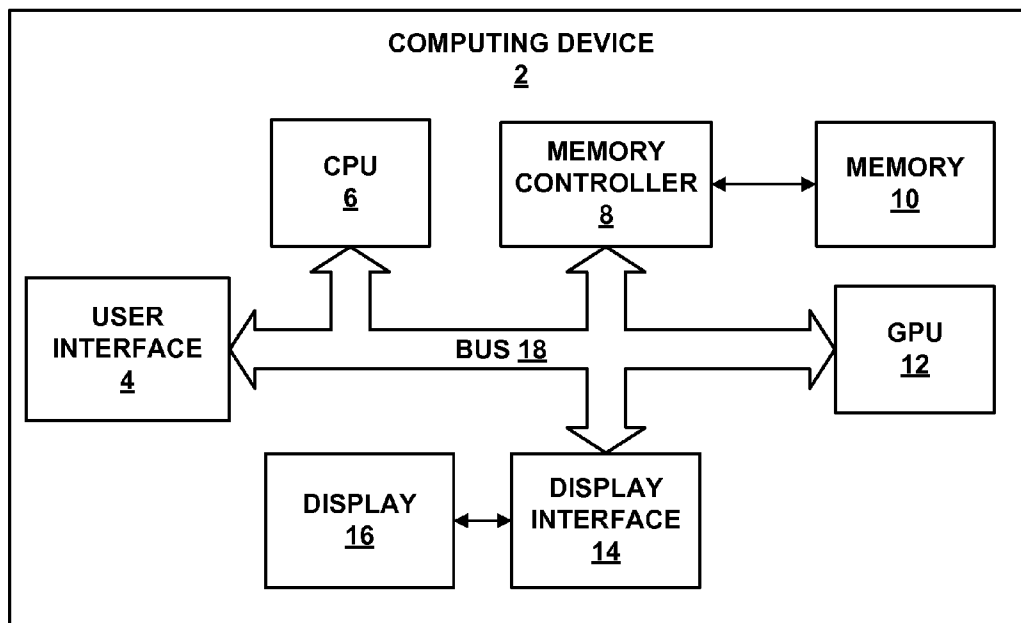 COMPUTING DEVICE
2
CPU
6
MEMORY
CONTROLLER
8
MEMORY
10
USER
INTERFACE
4
BUS 18
GPU
12
DISPLAY
16
DISPLAY
INTERFACE
14